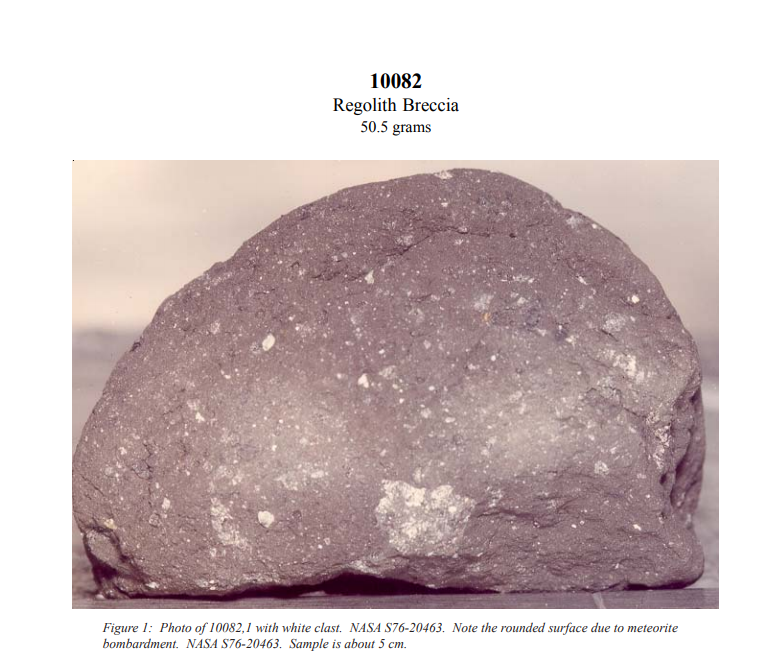 10082
Regolith Breccia
50.5 grams
Figure 1:  Photo of 10082,1 with white clast.  NASA S76-20463.  Note the rounded surface due to meteorite
bombardment.  NASA S76-20463.  Sample is about 5 cm.